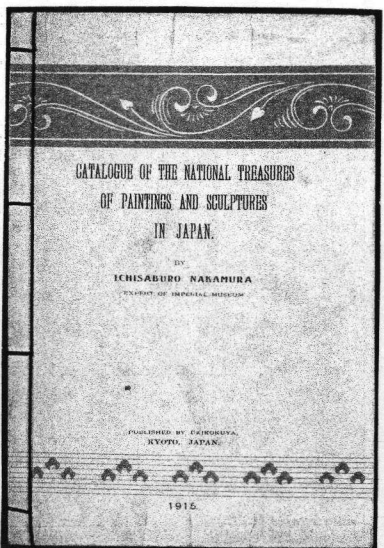 CATALOGUE OF THE NATIONAL TREASURES
OF PAINTINGS AND SCULPTURES
IN JAPAN.
BY
ICHISABURO NAKAMURA
EXPERT OF IMPERIAL MUSEUM
PUBLISHED BY
KYOTO, JAPAN.
1915